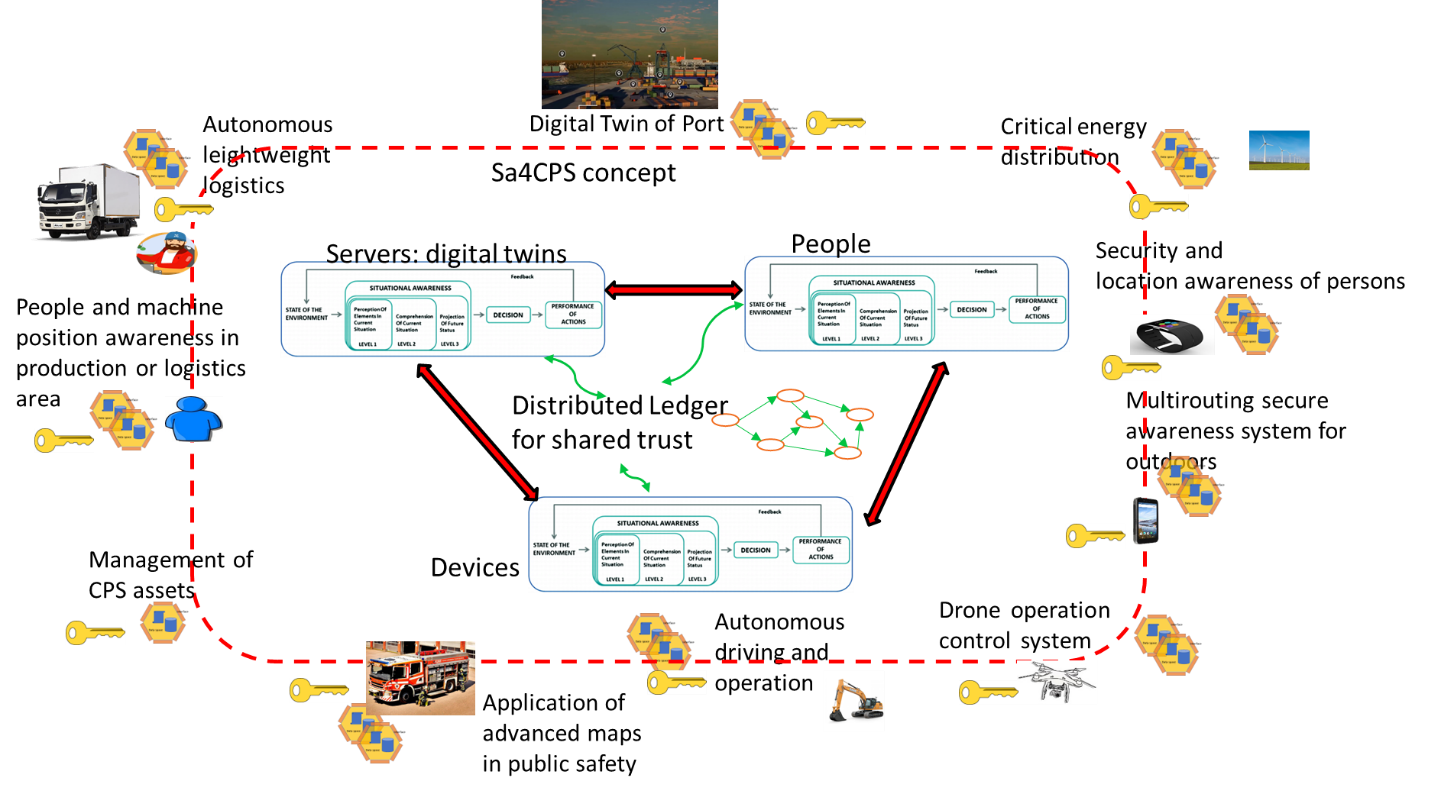 Digital Twin of Port
Sa4CPS concept
Autonomous
leightweight
logistics
Critical energy
distribution
Servers: digital twins
Feedback
SITUATIONAL AWARENESS
STATE OF THE
ENVIRONMENT
Perception Of
Elements In
Current
Situation
LEVEL 1
Comprehension
Of Current
Situation
LEVEL 2
Projection
Of Future
Status
LEVEL 3
DECISION
PERFORMANCE
OF
ACTIONS
People
Feedback
SITUATIONAL AWARENESS
STATE OF THE
ENVIRONMENT
Perception Of
Elements In
Current
Situation
LEVEL 1
Comprehension
Of Current
Situation
LEVEL 2
Projection
Of Future
Status
LEVEL 3
DECISION
PERFORMANCE
OF
ACTIONS
Security and
location awareness of persons
People and machine
position awareness in
production or logistics
area
Distributed Ledger
for shared trust
Multirouting secure
awareness system for
outdoors
Devices
Feedback
SITUATIONAL AWARENESS
STATE OF THE
ENVIRONMENT
Perception Of
Elements In
Current
Situation
LEVEL 1
Comprehension
Of Current
Situation
LEVEL 2
Projection
Of Future
Status
LEVEL 3
DECISION
PERFORMANCE
OF
ACTIONS
Management of
CPS assets
Application of
advanced maps
in public safety
Autonomous
driving and
operation
Drone operation
control system